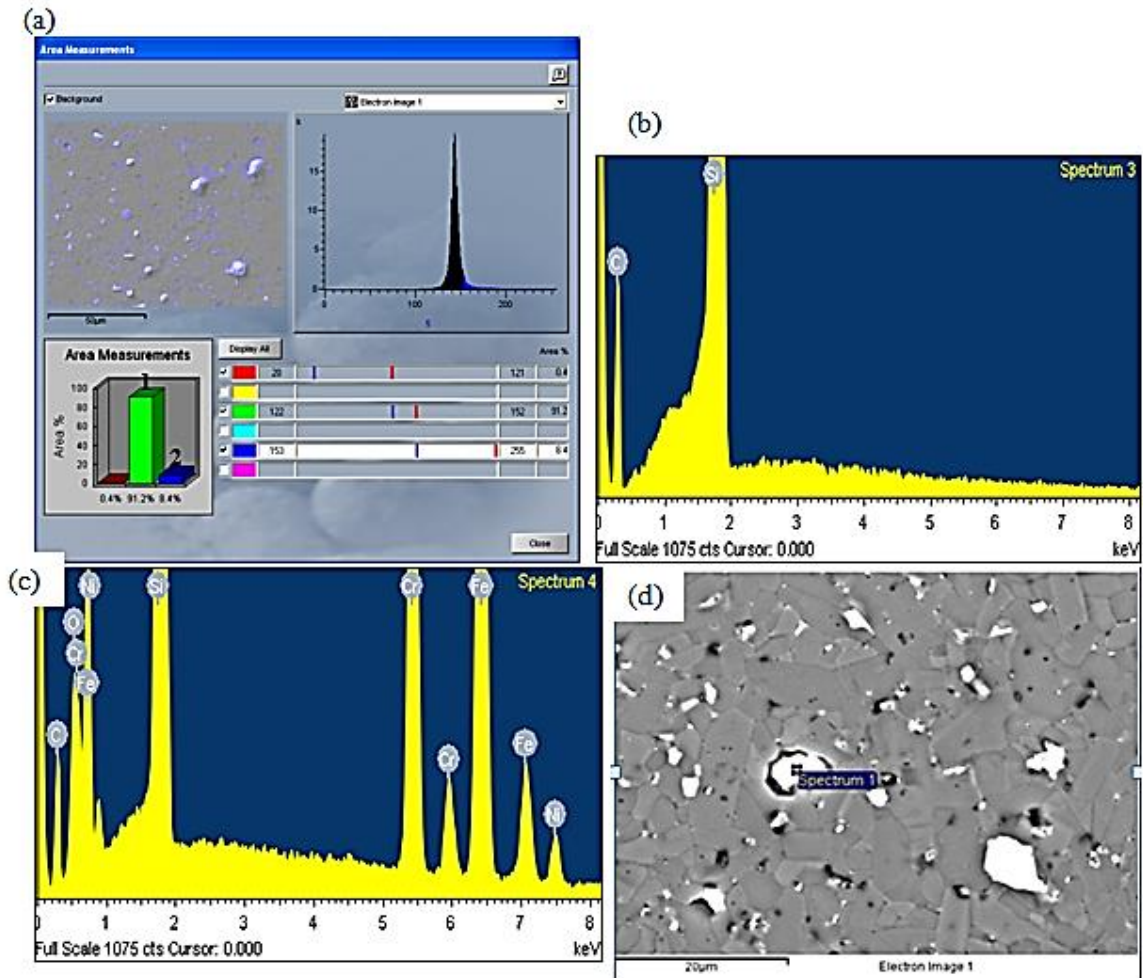 (a)
Area Measurements
Background
Electron Image 1
15
10
5
0
0 100 200
50µm
Area Measurements
Area %
100
80
60
40
20
0
1
2
0.4% 91.2% 8.4%
Display All
Area %
20 121 0.4
122 152 91.2
153 255 8.4
Close
(b)
Spectrum 3
Si
C
0 1 2 3 4 5 6 7 8
Full Scale 1075 cts Cursor: 0.000 keV
(c)
Spectrum 4
Ni Si Cr Fe
O
Cr
Fe
C
Cr
Fe
Ni
0 1 2 3 4 5 6 7 8
Full Scale 1075 cts Cursor: 0.000 keV
(d)
Spectrum 1
20µm Electron Image 1